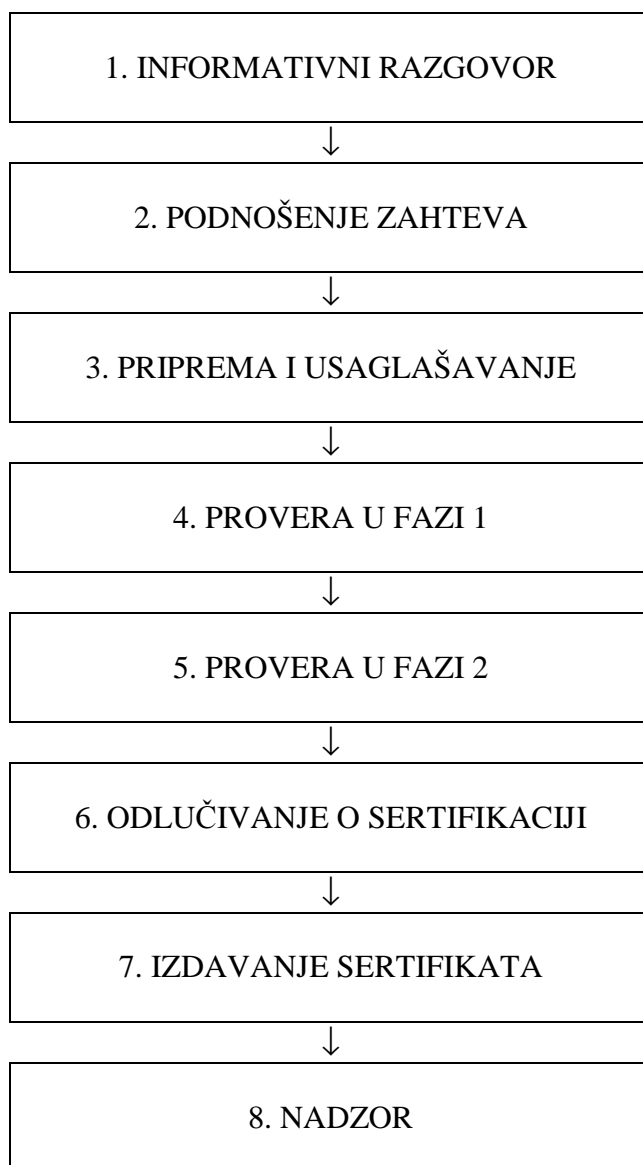 1. INFORMATIVNI RAZGOVOR
↓
2. PODNOŠENJE ZAHTEVA
↓
3. PRIPREMA I USAGLAŠAVANJE
↓
4. PROVERA U FAZI 1
↓
5. PROVERA U FAZI 2
↓
6. ODLUČIVANJE O SERTIFIKACIJI
↓
7. IZDAVANJE SERTIFIKATA
↓
8. NADZOR